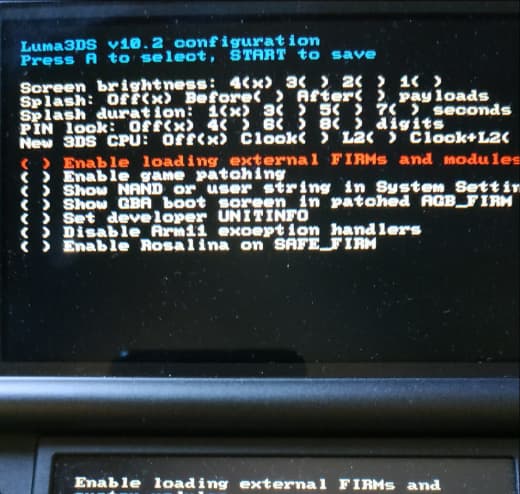 Luma3DS v10.2 configuration
Press A to select, START to save
Screen brightness: 4(x) 3( ) 2( ) 1( )
Splash: Off(x) Before( ) After( ) payloads
Splash duration: 1(x) 3( ) 5( ) 7( ) seconds
PIN lock: Off(x) 4( ) 6( ) 8( ) digits
New 3DS CPU: Off(x) Clock( ) L2( ) Clock+L2(
( ) Enable loading external FIRMs and modules
( ) Enable game patching
( ) Show NAND or user string in System Settin
( ) Show GBA boot screen in patched AGB_FIRM
( ) Set developer UNITINFO
( ) Disable Arm11 exception handlers
( ) Enable Rosalina on SAFE_FIRM
Enable loading external FIRMs and